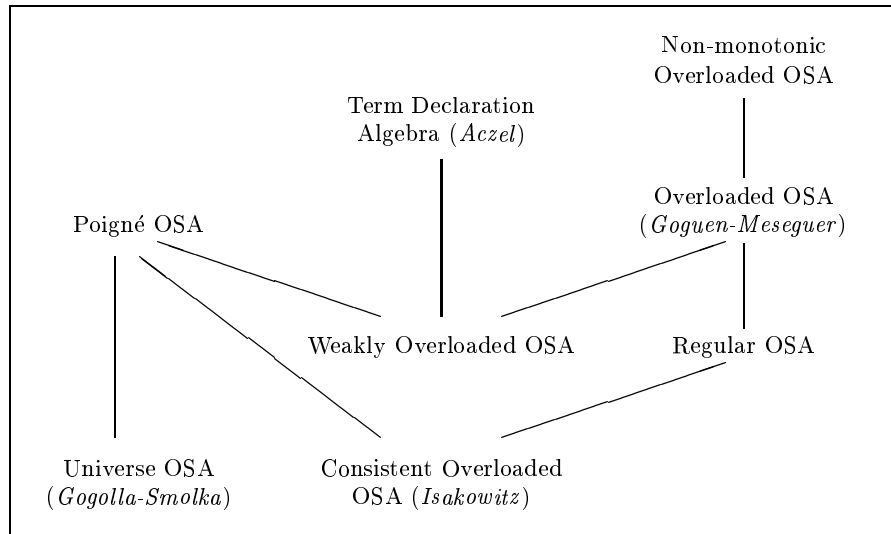 Non-monotonic
Overloaded OSA
Term Declaration
Algebra (Aczel)
Poigné OSA
Overloaded OSA
(Goguen-Meseguer)
Weakly Overloaded OSA
Regular OSA
Universe OSA
(Gogolla-Smolka)
Consistent Overloaded
OSA (Isakowitz)